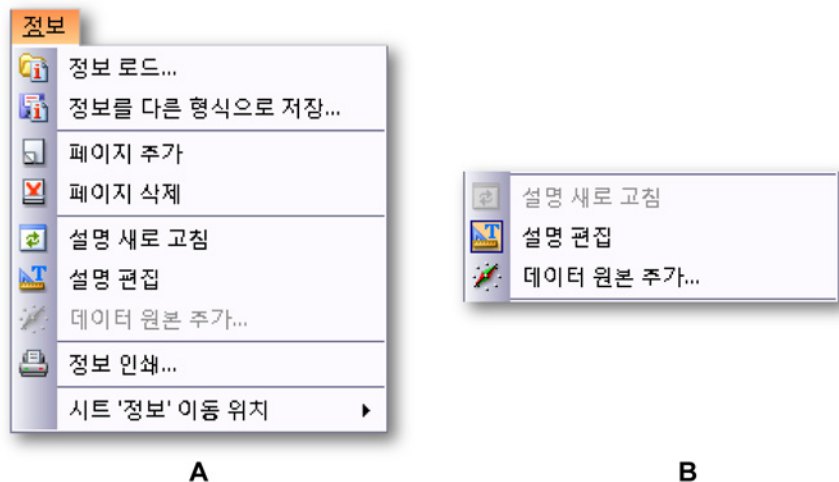 정보
정보 로드...
정보를 다른 형식으로 저장...
페이지 추가
페이지 삭제
설명 새로 고침
설명 편집
데이터 원본 추가...
정보 인쇄...
시트 '정보' 이동 위치
A
설명 새로 고침
설명 편집
데이터 원본 추가...
B